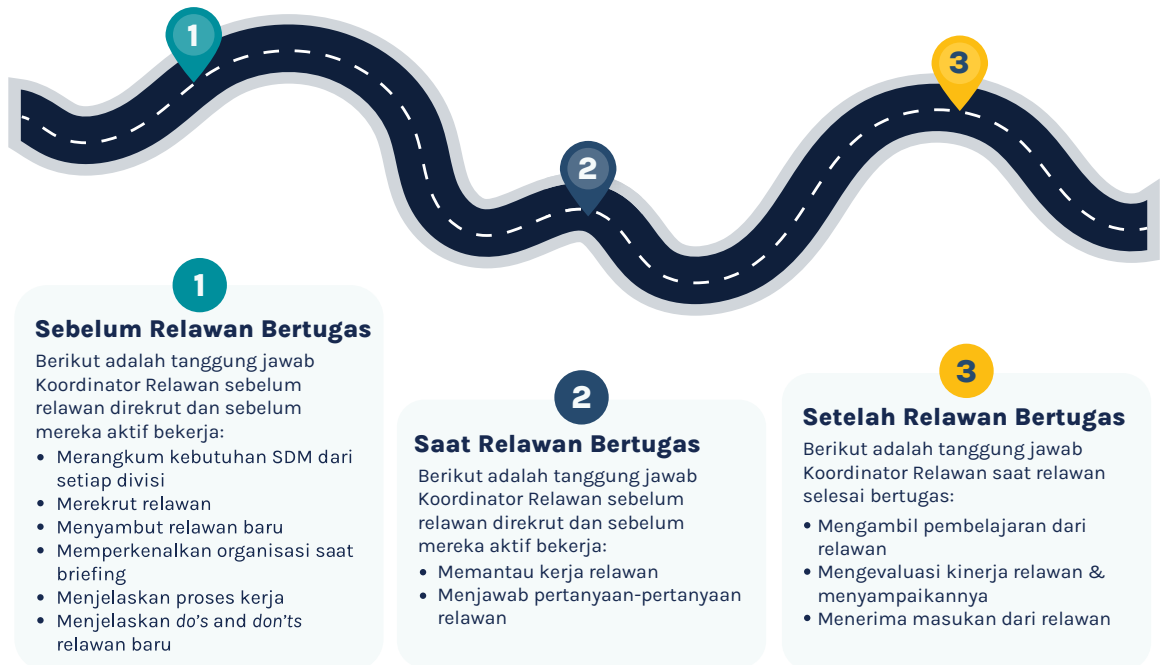 1
2
3
1
Sebelum Relawan Bertugas
Berikut adalah tanggung jawab
Koordinator Relawan sebelum
relawan direkrut dan sebelum
mereka aktif bekerja:
• Merangkum kebutuhan SDM dari
setiap divisi
• Merekrut relawan
• Menyambut relawan baru
• Memperkenalkan organisasi saat
briefing
• Menjelaskan proses kerja
• Menjelaskan do's and don'ts
relawan baru
2
Saat Relawan Bertugas
Berikut adalah tanggung jawab
Koordinator Relawan sebelum
relawan direkrut dan sebelum
mereka aktif bekerja:
• Memantau kerja relawan
• Menjawab pertanyaan-pertanyaan
relawan
3
Setelah Relawan Bertugas
Berikut adalah tanggung jawab
Koordinator Relawan saat relawan
selesai bertugas:
• Mengambil pembelajaran dari
relawan
• Mengevaluasi kinerja relawan &
menyampaikannya
• Menerima masukan dari relawan